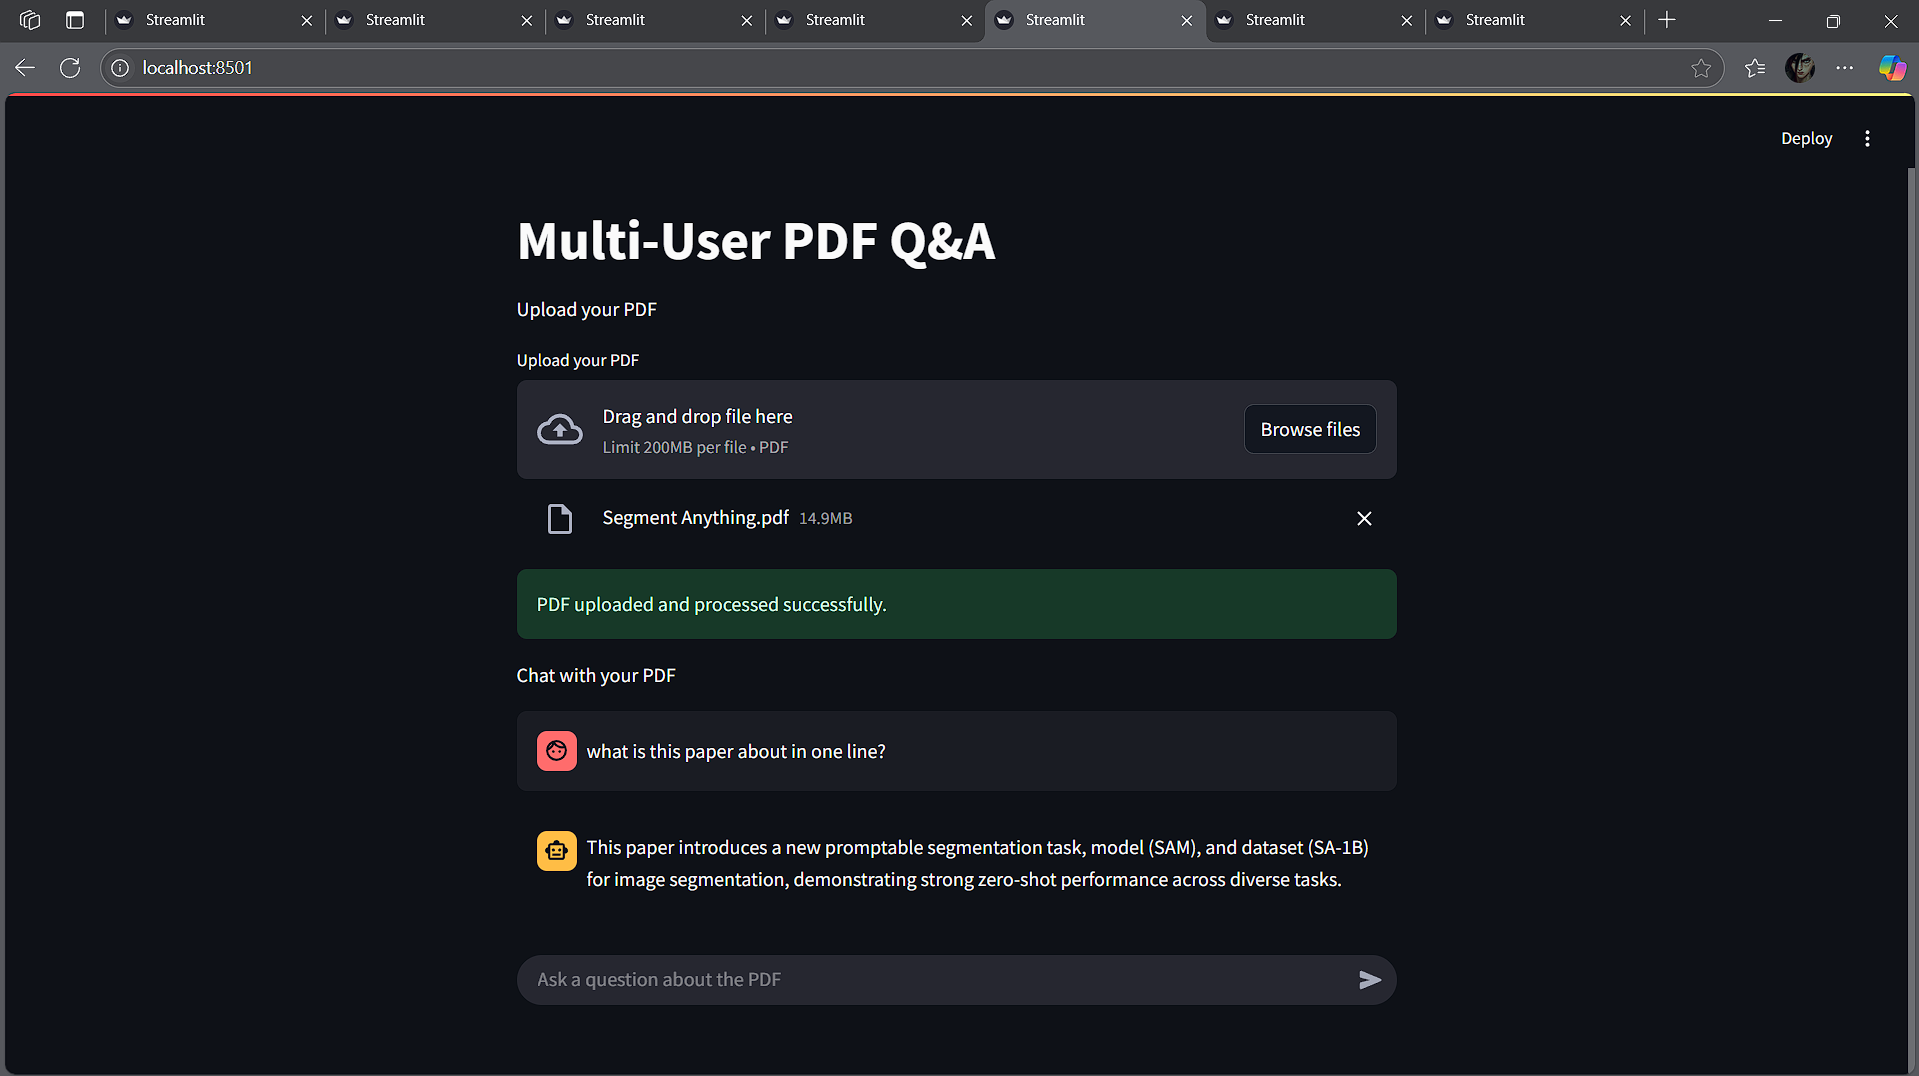 Streamlit
Streamlit
Streamlit
Streamlit
Streamlit
Streamlit
Streamlit
localhost:8501
Deploy
Multi-User PDF Q&A
Upload your PDF
Upload your PDF
Drag and drop file here
Limit 200MB per file • PDF
Browse files
Segment Anything.pdf 14.9MB
PDF uploaded and processed successfully.
Chat with your PDF
what is this paper about in one line?
This paper introduces a new promptable segmentation task, model (SAM), and dataset (SA-1B)
for image segmentation, demonstrating strong zero-shot performance across diverse tasks.
Ask a question about the PDF